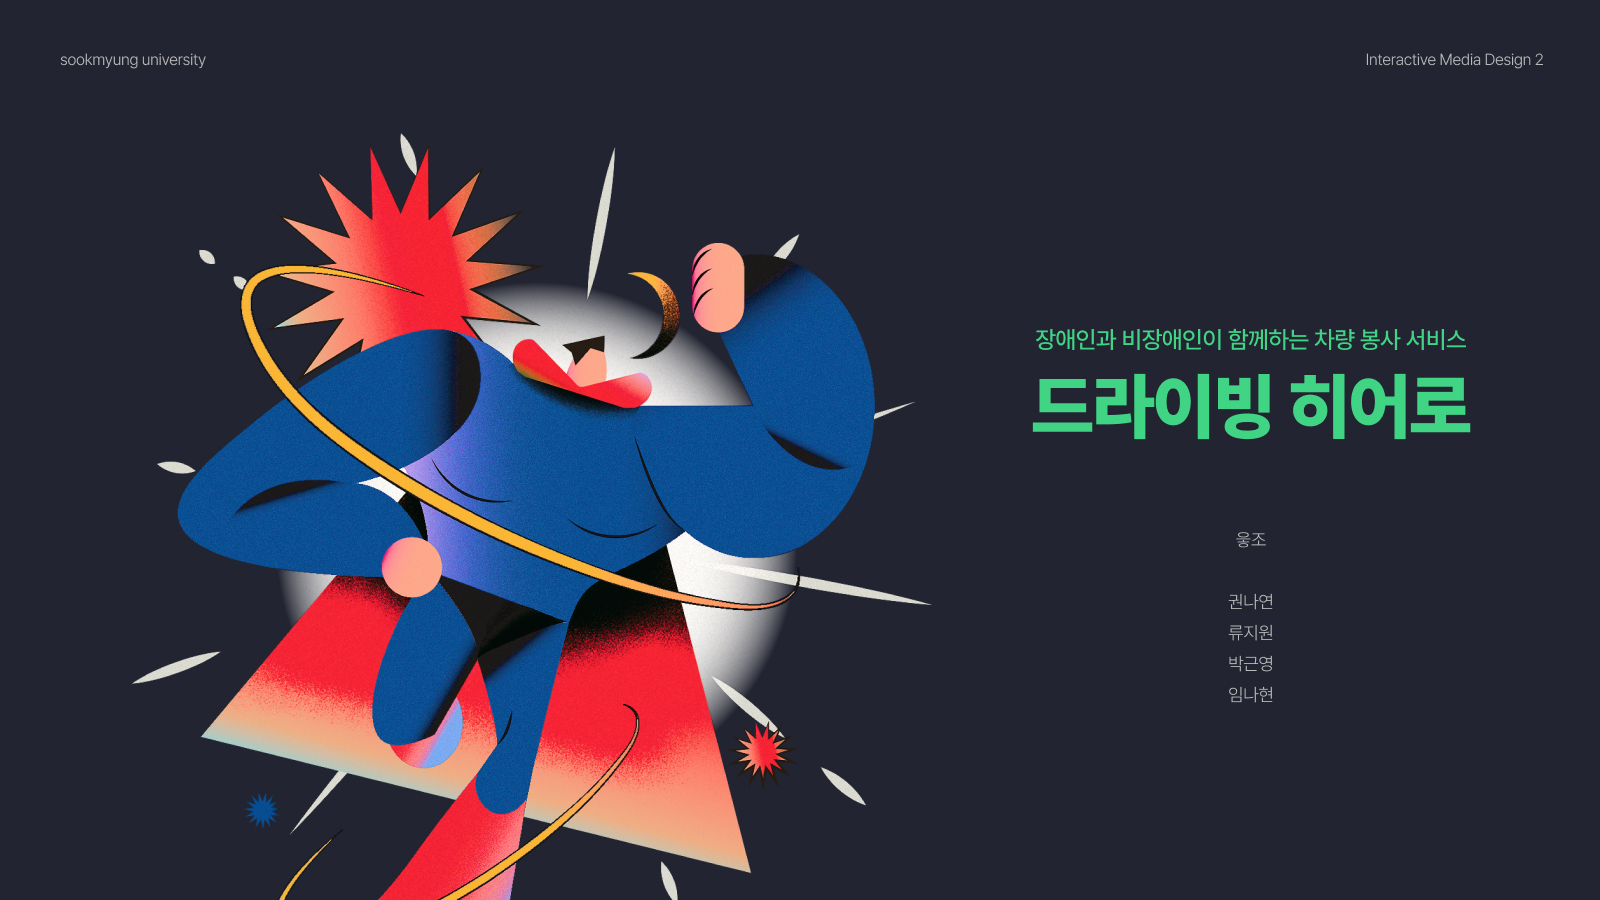 sookmyung university
Interactive Media Design 2
장애인과 비장애인이 함께하는 차량 봉사 서비스
드라이빙 히어로
웋조
권나연
류지원
박근영
임나현